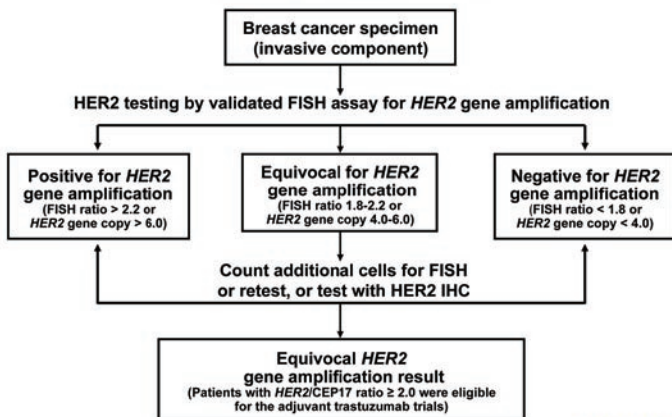 Breast cancer specimen
(invasive component)
HER2 testing by validated FISH assay for HER2 gene amplification
Positive for HER2
gene amplification
(FISH ratio > 2.2 or
HER2 gene copy > 6.0)
Equivocal for HER2
gene amplification
(FISH ratio 1.8-2.2 or
HER2 gene copy 4.0-6.0)
Negative for HER2
gene amplification
(FISH ratio < 1.8 or
HER2 gene copy < 4.0)
Count additional cells for FISH
or retest, or test with HER2 IHC
Equivocal HER2
gene amplification result
(Patients with HER2/CEP17 ratio ≥ 2.0 were eligible
for the adjuvant trastuzumab trials)